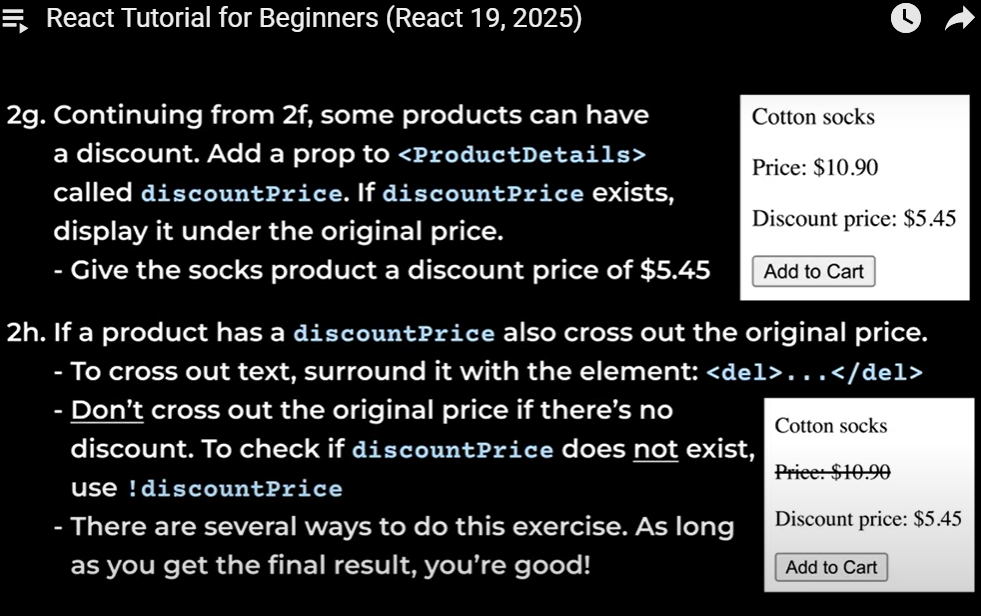 React Tutorial for Beginners (React 19, 2025)
2g. Continuing from 2f, some products can have
a discount. Add a prop to <ProductDetails>
called discountPrice. If discountPrice exists,
display it under the original price.
- Give the socks product a discount price of $5.45
Cotton socks
Price: $10.90
Discount price: $5.45
Add to Cart
2h. If a product has a discountPrice also cross out the original price.
- To cross out text, surround it with the element: <del>...</del>
- Don’t cross out the original price if there’s no
discount. To check if discountPrice does not exist,
use !discountPrice
- There are several ways to do this exercise. As long
as you get the final result, you’re good!
Cotton socks
Price: $10.90
Discount price: $5.45
Add to Cart